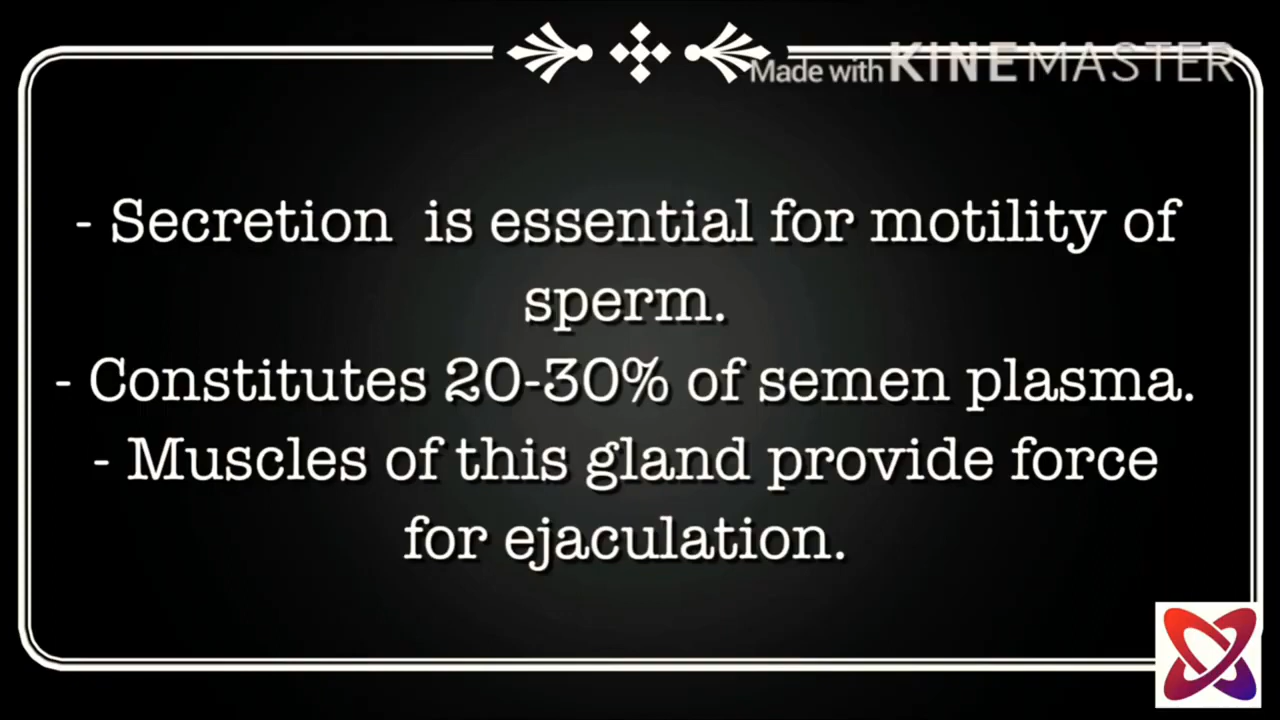 Made with KINEMASTER
- Secretion is essential for motility of
sperm.
- Constitutes 20-30% of semen plasma.
- Muscles of this gland provide force
for ejaculation.